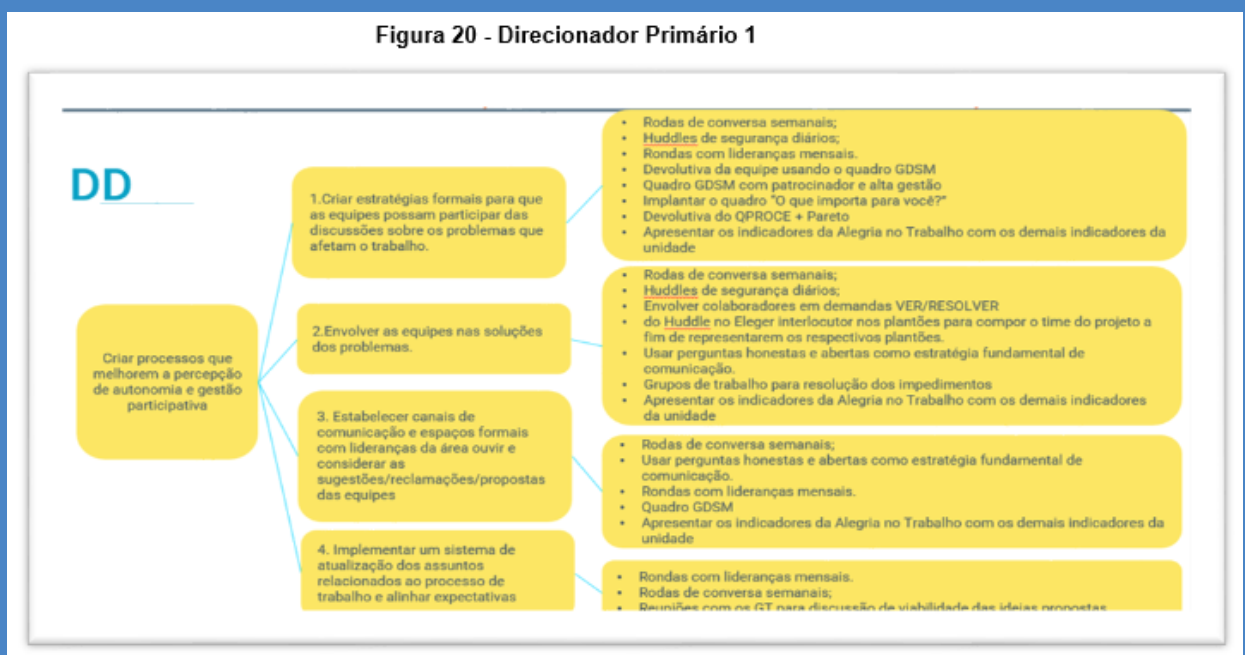 Figura 20 - Direcionador Primário 1
DD
Criar processos que
melhorem a percepção
de autonomia e gestão
participativa
1.Criar estratégias formais para que
as equipes possam participar das
discussões sobre os problemas que
afetam o trabalho.
• Rodas de conversa semanais;
• Huddles de segurança diários;
• Rondas com lideranças mensais.
• Devolutiva da equipe usando o quadro GDSM
• Quadro GDSM com patrocinador e alta gestão
• Implantar o quadro "O que importa para você?"
• Devolutiva do QPROCE + Pareto
• Apresentar os indicadores da Alegria no Trabalho com os demais indicadores da
unidade
2.Envolver as equipes nas soluções
dos problemas.
• Rodas de conversa semanais;
• Huddles de segurança diários;
• Envolver colaboradores em demandas VER/RESOLVER
• do Huddle no Eleger interlocutor nos plantões para compor o time do projeto a
fim de representarem os respectivos plantões.
• Usar perguntas honestas e abertas como estratégia fundamental de
comunicação.
• Grupos de trabalho para resolução dos impedimentos
• Apresentar os indicadores da Alegria no Trabalho com os demais indicadores
da unidade
3. Estabelecer canais de
comunicação e espaços formais
com lideranças da área ouvir e
considerar as
sugestões/reclamações/propostas
das equipes
• Rodas de conversa semanais;
• Usar perguntas honestas e abertas como estratégia fundamental de
comunicação.
• Rondas com lideranças mensais.
• Quadro GDSM
• Apresentar os indicadores da Alegria no Trabalho com os demais indicadores da
unidade
4. Implementar um sistema de
atualização dos assuntos
relacionados ao processo de
trabalho e alinhar expectativas
• Rondas com lideranças mensais.
• Rodas de conversa semanais;
• Reuniões com os GT para discussão de viabilidade das ideias propostas